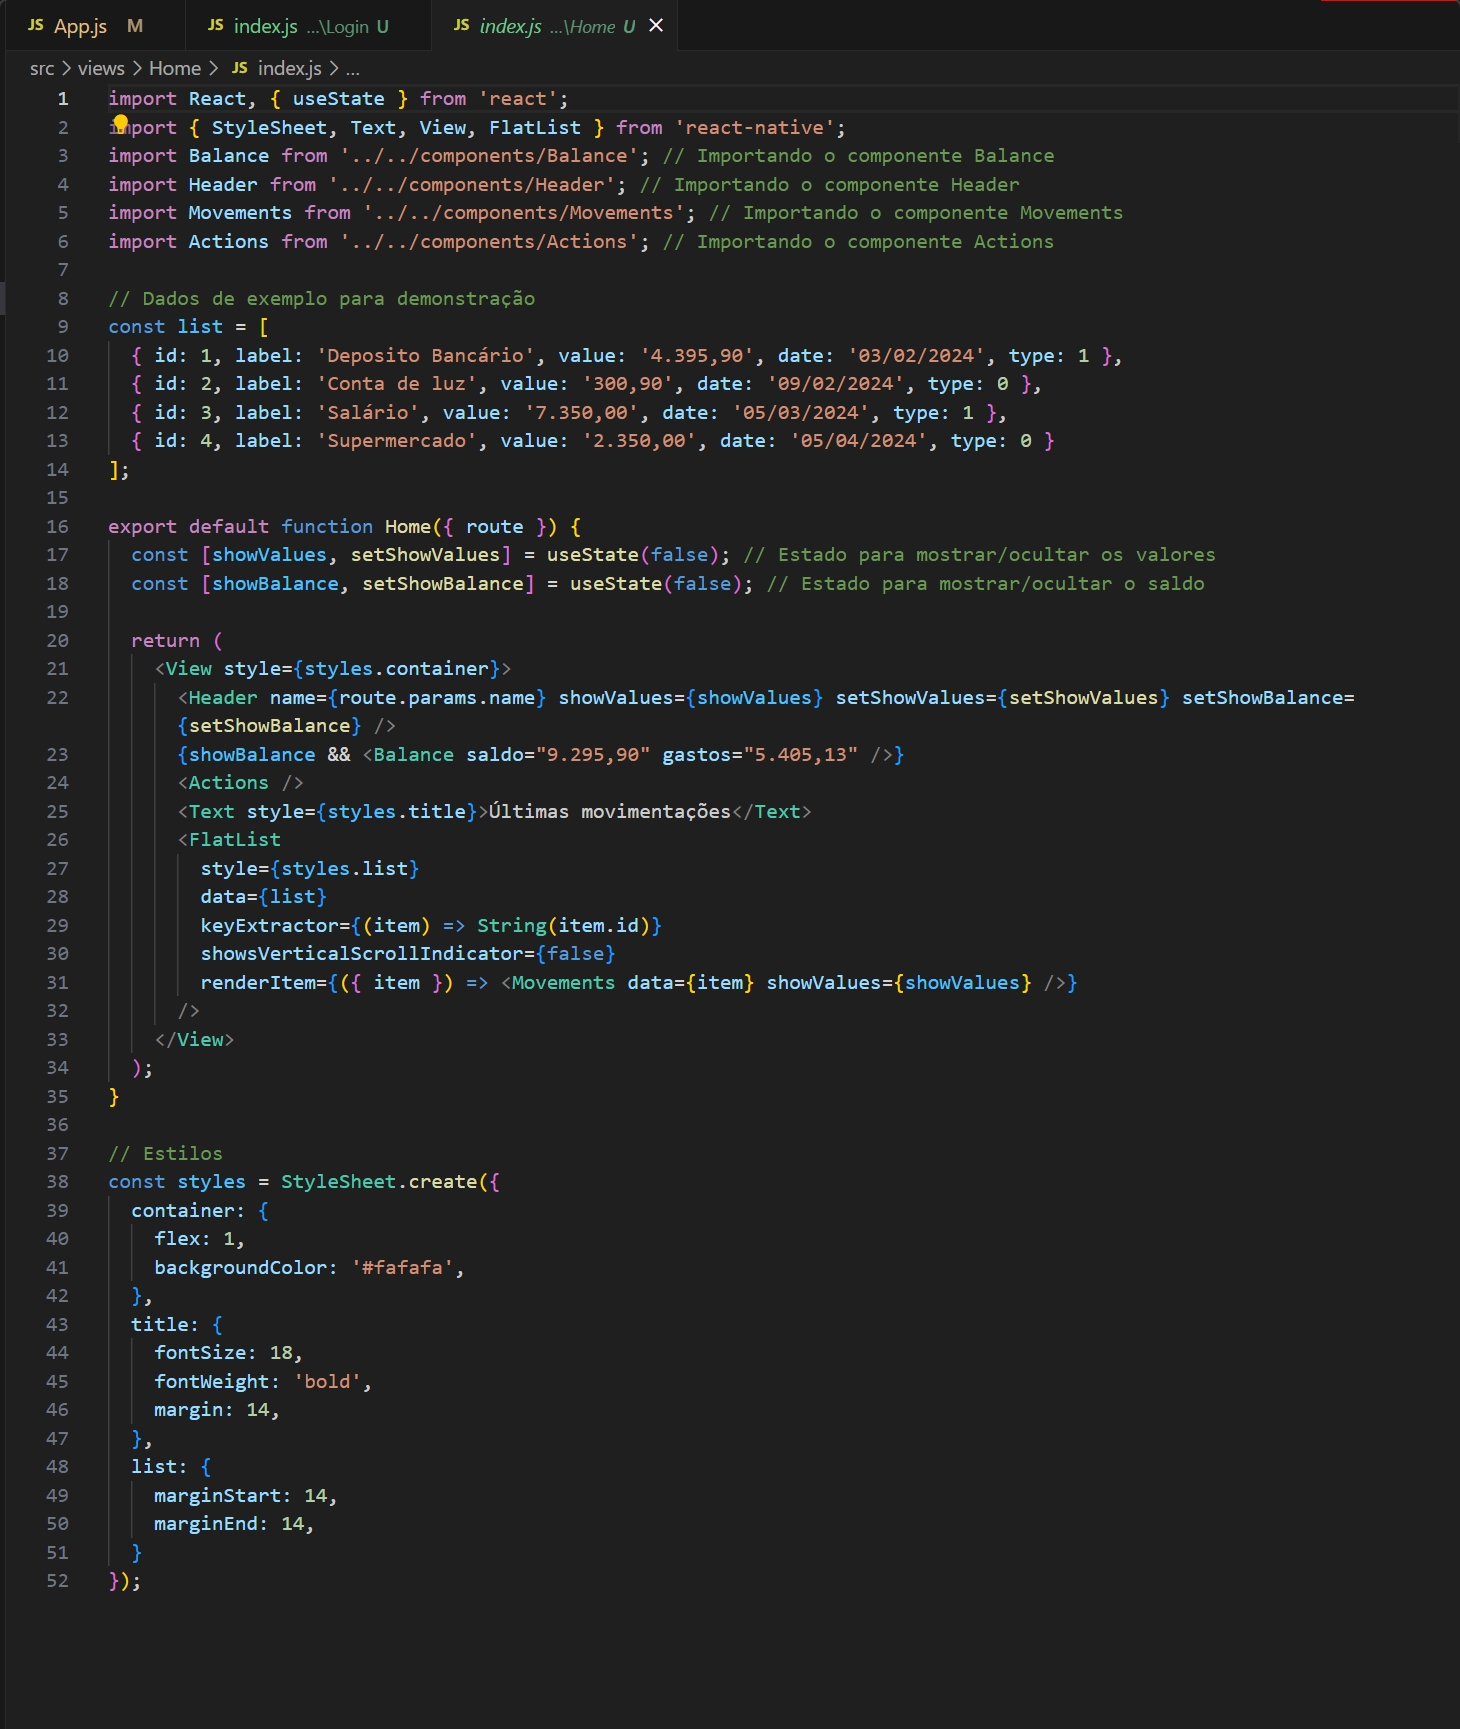 JS App.js M JS index.js ...\Login U JS index.js ...\Home U
src > views > Home > JS index.js > ...
1 import React, { useState } from 'react';
2 import { StyleSheet, Text, View, FlatList } from 'react-native';
3 import Balance from '../../components/Balance'; // Importando o componente Balance
4 import Header from '../../components/Header'; // Importando o componente Header
5 import Movements from '../../components/Movements'; // Importando o componente Movements
6 import Actions from '../../components/Actions'; // Importando o componente Actions
7
8 // Dados de exemplo para demonstração
9 const list = [
10   { id: 1, label: 'Deposito Bancário', value: '4.395,90', date: '03/02/2024', type: 1 },
11   { id: 2, label: 'Conta de luz', value: '300,90', date: '09/02/2024', type: 0 },
12   { id: 3, label: 'Salário', value: '7.350,00', date: '05/03/2024', type: 1 },
13   { id: 4, label: 'Supermercado', value: '2.350,00', date: '05/04/2024', type: 0 }
14 ];
15
16 export default function Home({ route }) {
17   const [showValues, setShowValues] = useState(false); // Estado para mostrar/ocultar os valores
18   const [showBalance, setShowBalance] = useState(false); // Estado para mostrar/ocultar o saldo
19
20   return (
21     <View style={styles.container}>
22       <Header name={route.params.name} showValues={showValues} setShowValues={setShowValues} setShowBalance=
{setShowBalance} />
23       {showBalance && <Balance saldo="9.295,90" gastos="5.405,13" />}
24       <Actions />
25       <Text style={styles.title}>Últimas movimentações</Text>
26       <FlatList
27         style={styles.list}
28         data={list}
29         keyExtractor={(item) => String(item.id)}
30         showsVerticalScrollIndicator={false}
31         renderItem={({ item }) => <Movements data={item} showValues={showValues} />}
32       />
33     </View>
34   );
35 }
36
37 // Estilos
38 const styles = StyleSheet.create({
39   container: {
40     flex: 1,
41     backgroundColor: '#fafafa',
42   },
43   title: {
44     fontSize: 18,
45     fontWeight: 'bold',
46     margin: 14,
47   },
48   list: {
49     marginStart: 14,
50     marginEnd: 14,
51   }
52 });